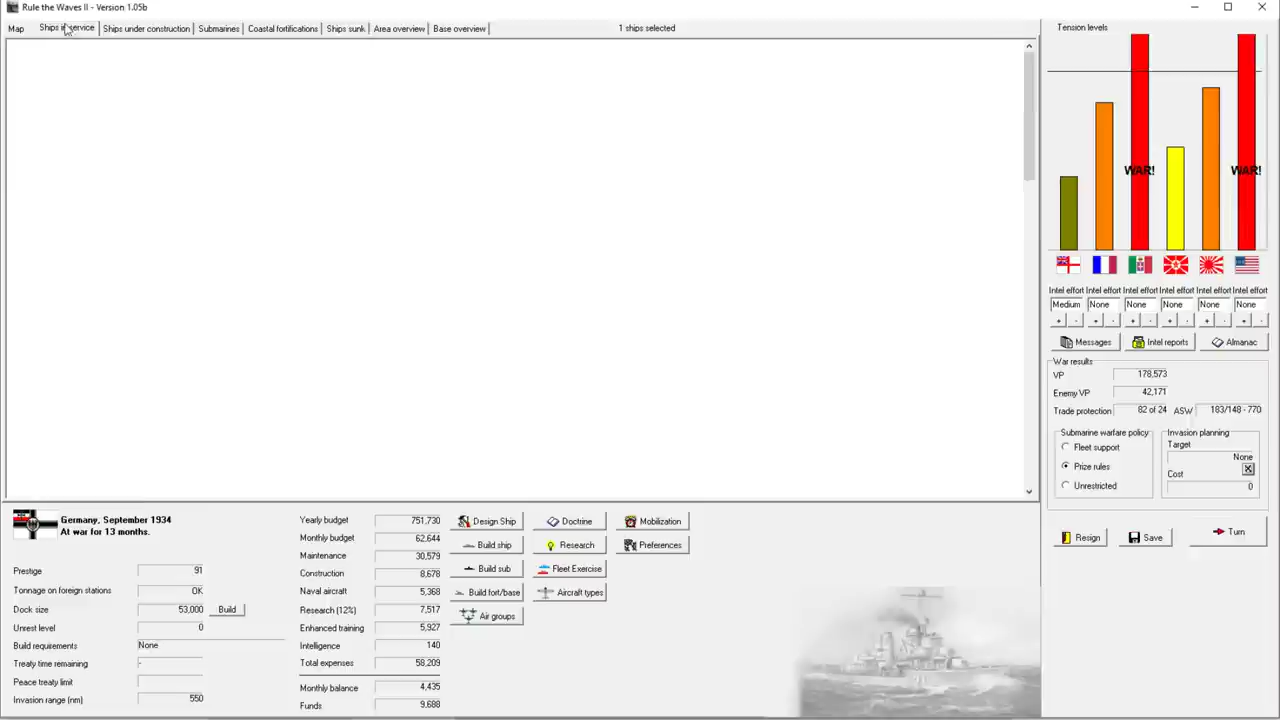 Rule the Waves II - Version 1.05b
Map Ships in service Ships under construction Submarines Coastal fortifications Ships sunk Area overview Base overview 1 ships selected
Tension levels
WAR! WAR!
Intel effort Intel effort Intel effort Intel effort Intel effort Intel effort
Medium None None None None None
+ - + - + - + - + - + -
Messages Intel reports Almanac
War results
VP 178,573
Enemy VP 42,171
Trade protection 82 of 24 ASW 183/148 - 770
Submarine warfare policy
Fleet support
Prize rules
Unrestricted
Invasion planning
Target
None
Cost
0
Resign Save Turn
Germany, September 1934
At war for 13 months.
Prestige 91
Tonnage on foreign stations OK
Dock size 53,000 Build
Unrest level 0
Build requirements None
Treaty time remaining -
Peace treaty limit
Invasion range (nm) 550
Yearly budget 751,730
Monthly budget 62,644
Maintenance 30,579
Construction 8,678
Naval aircraft 5,368
Research (12%) 7,517
Enhanced training 5,927
Intelligence 140
Total expenses 58,209
Monthly balance 4,435
Funds 9,688
Design Ship Doctrine Mobilization
Build ship Research Preferences
Build sub Fleet Exercise
Build fort/base Aircraft types
Air groups